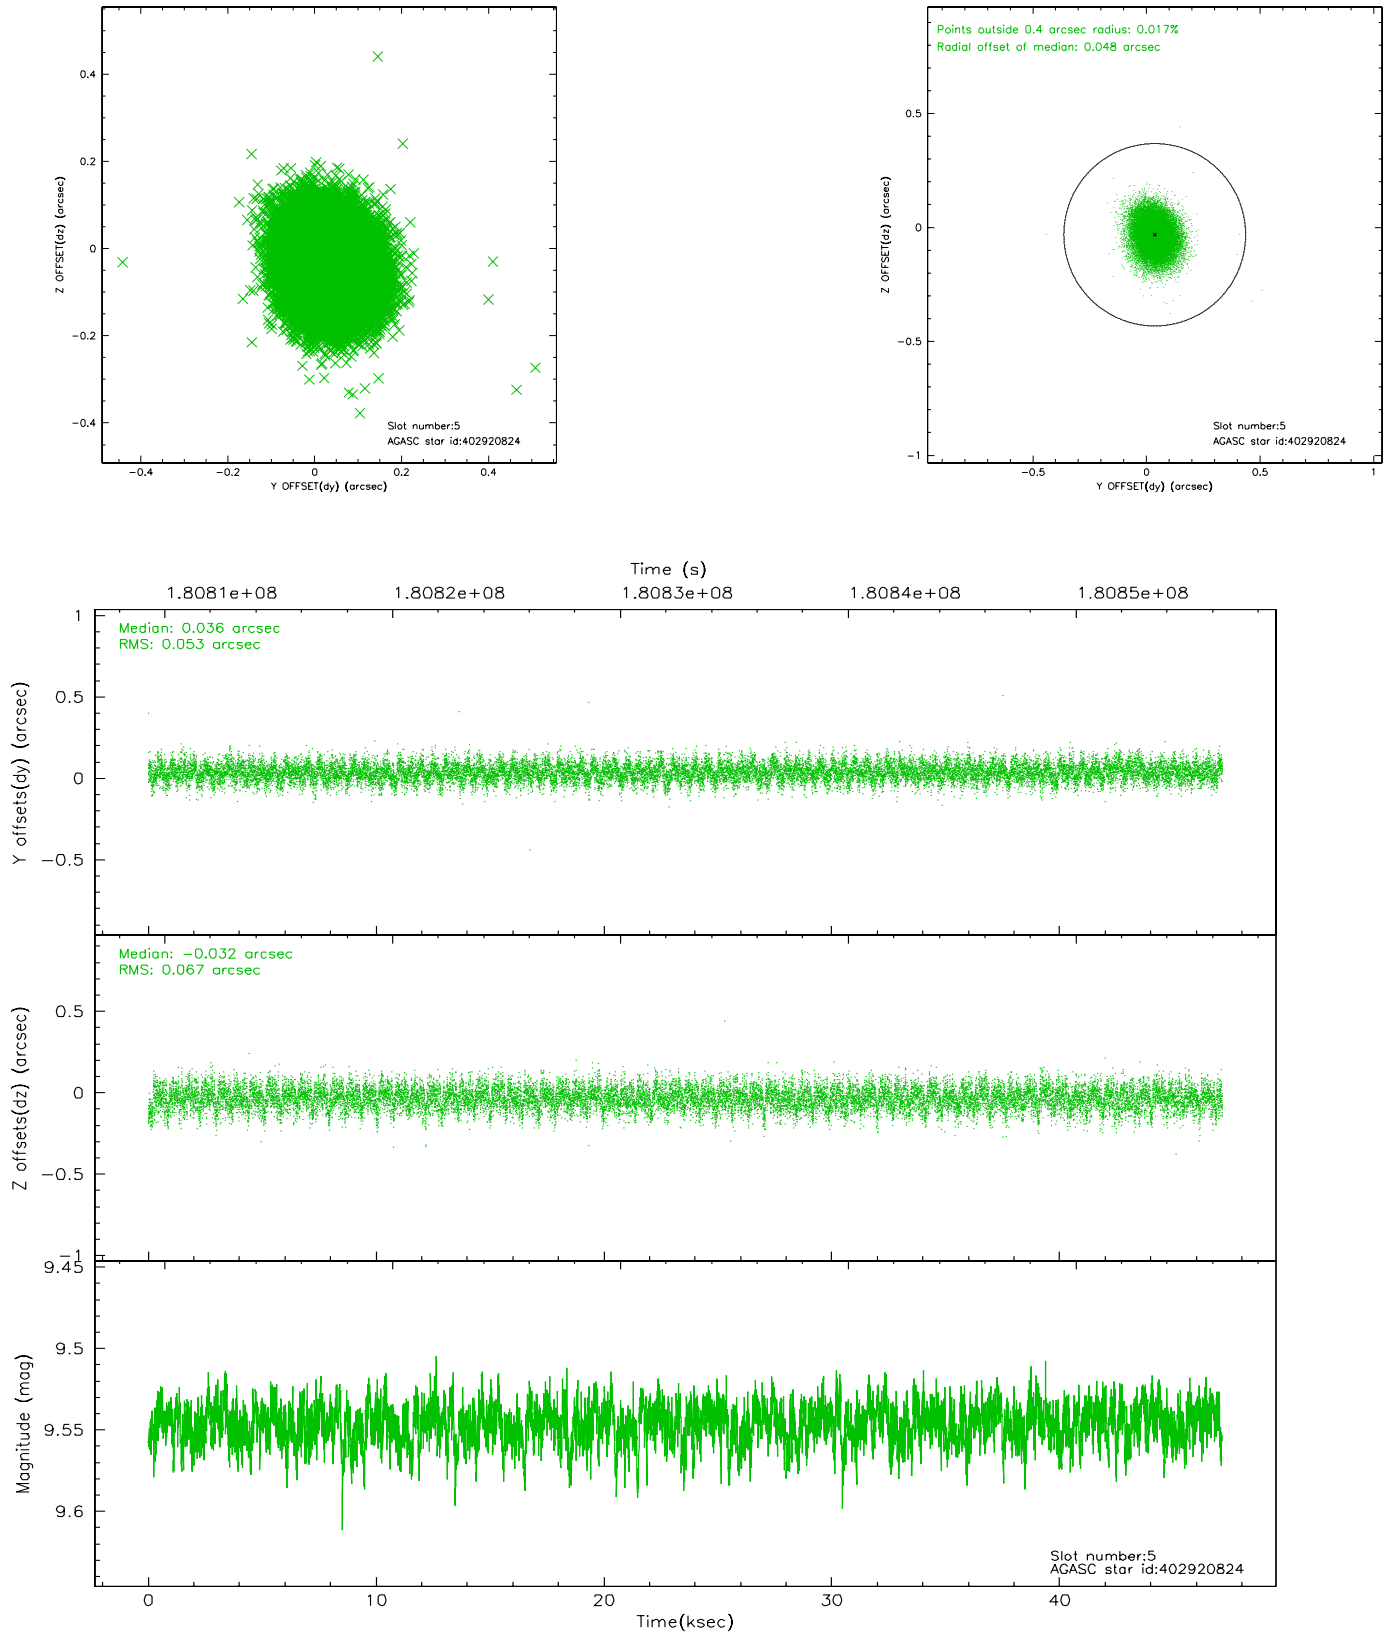 0.4
0.2
0
−0.2
−0.4
Z OFFSET(dz) (arcsec)
Slot number:5
AGASC star id:402920824
−0.4 −0.2 0 0.2 0.4
Y OFFSET(dy) (arcsec)
Points outside 0.4 arcsec radius: 0.017%
Radial offset of median: 0.048 arcsec
0.5
0
−0.5
−1
Z OFFSET(dz) (arcsec)
Slot number:5
AGASC star id:402920824
−0.5 0 0.5 1
Y OFFSET(dy) (arcsec)
Time (s)
1.8081e+08 1.8082e+08 1.8083e+08 1.8084e+08 1.8085e+08
Median: 0.036 arcsec
RMS: 0.053 arcsec
1
0.5
0
−0.5
Y offsets(dy) (arcsec)
Median: −0.032 arcsec
RMS: 0.067 arcsec
0.5
0
−0.5
−1
Z offsets(dz) (arcsec)
9.45
9.5
9.55
9.6
Magnitude (mag)
Slot number:5
AGASC star id:402920824
0 10 20 30 40
Time(ksec)